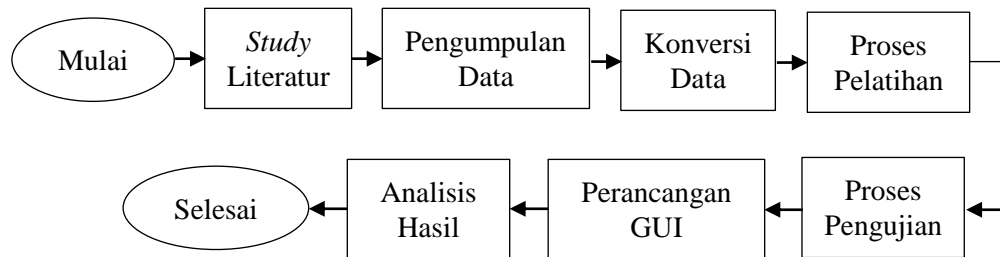 Mulai
Study
Literatur
Pengumpulan
Data
Konversi
Data
Proses
Pelatihan
Proses
Pengujian
Perancangan
GUI
Analisis
Hasil
Selesai